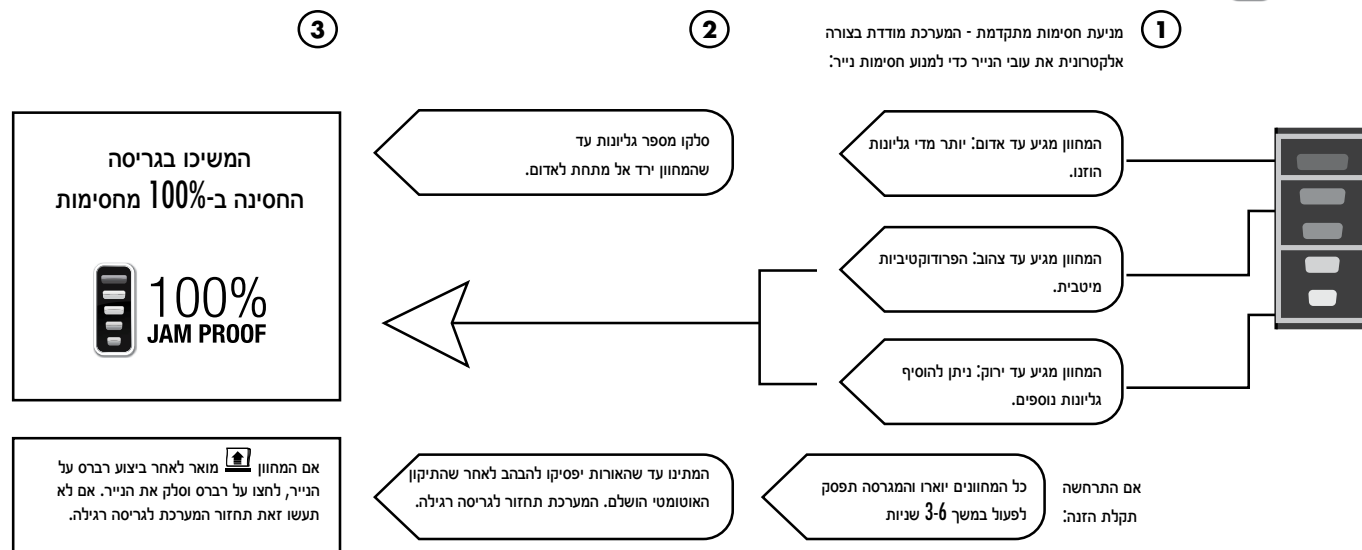 1
מניעת חסימות מתקדמת - המערכת מודדת בצורה
אלקטרונית את עובי הנייר כדי למנוע חסימות נייר:
המחוון מגיע עד אדום: יותר מדי גליונות
הוזנו.
המחוון מגיע עד צהוב: הפרודוקטיביות
מיטבית.
המחוון מגיע עד ירוק: ניתן להוסיף
גליונות נוספים.
2
סלקו מספר גליונות עד
שהמחוון ירד אל מתחת לאדום.
3
המשיכו בגריסה
החסינה ב-100% מחסימות
100%
JAM PROOF
אם התרחשה
תקלת הזנה:
כל המחוונים יוארו והמגרסה תפסק
לפעול במשך 3-6 שניות
המתינו עד שהאורות יפסיקו להבהב לאחר שהתיקון
האוטומטי הושלם. המערכת תחזור לגריסה רגילה.
אם המחוון מואר לאחר ביצוע רברס על
הנייר, לחצו על רברס וסלק את הנייר. אם לא
תעשו זאת תחזור המערכת לגריסה רגילה.